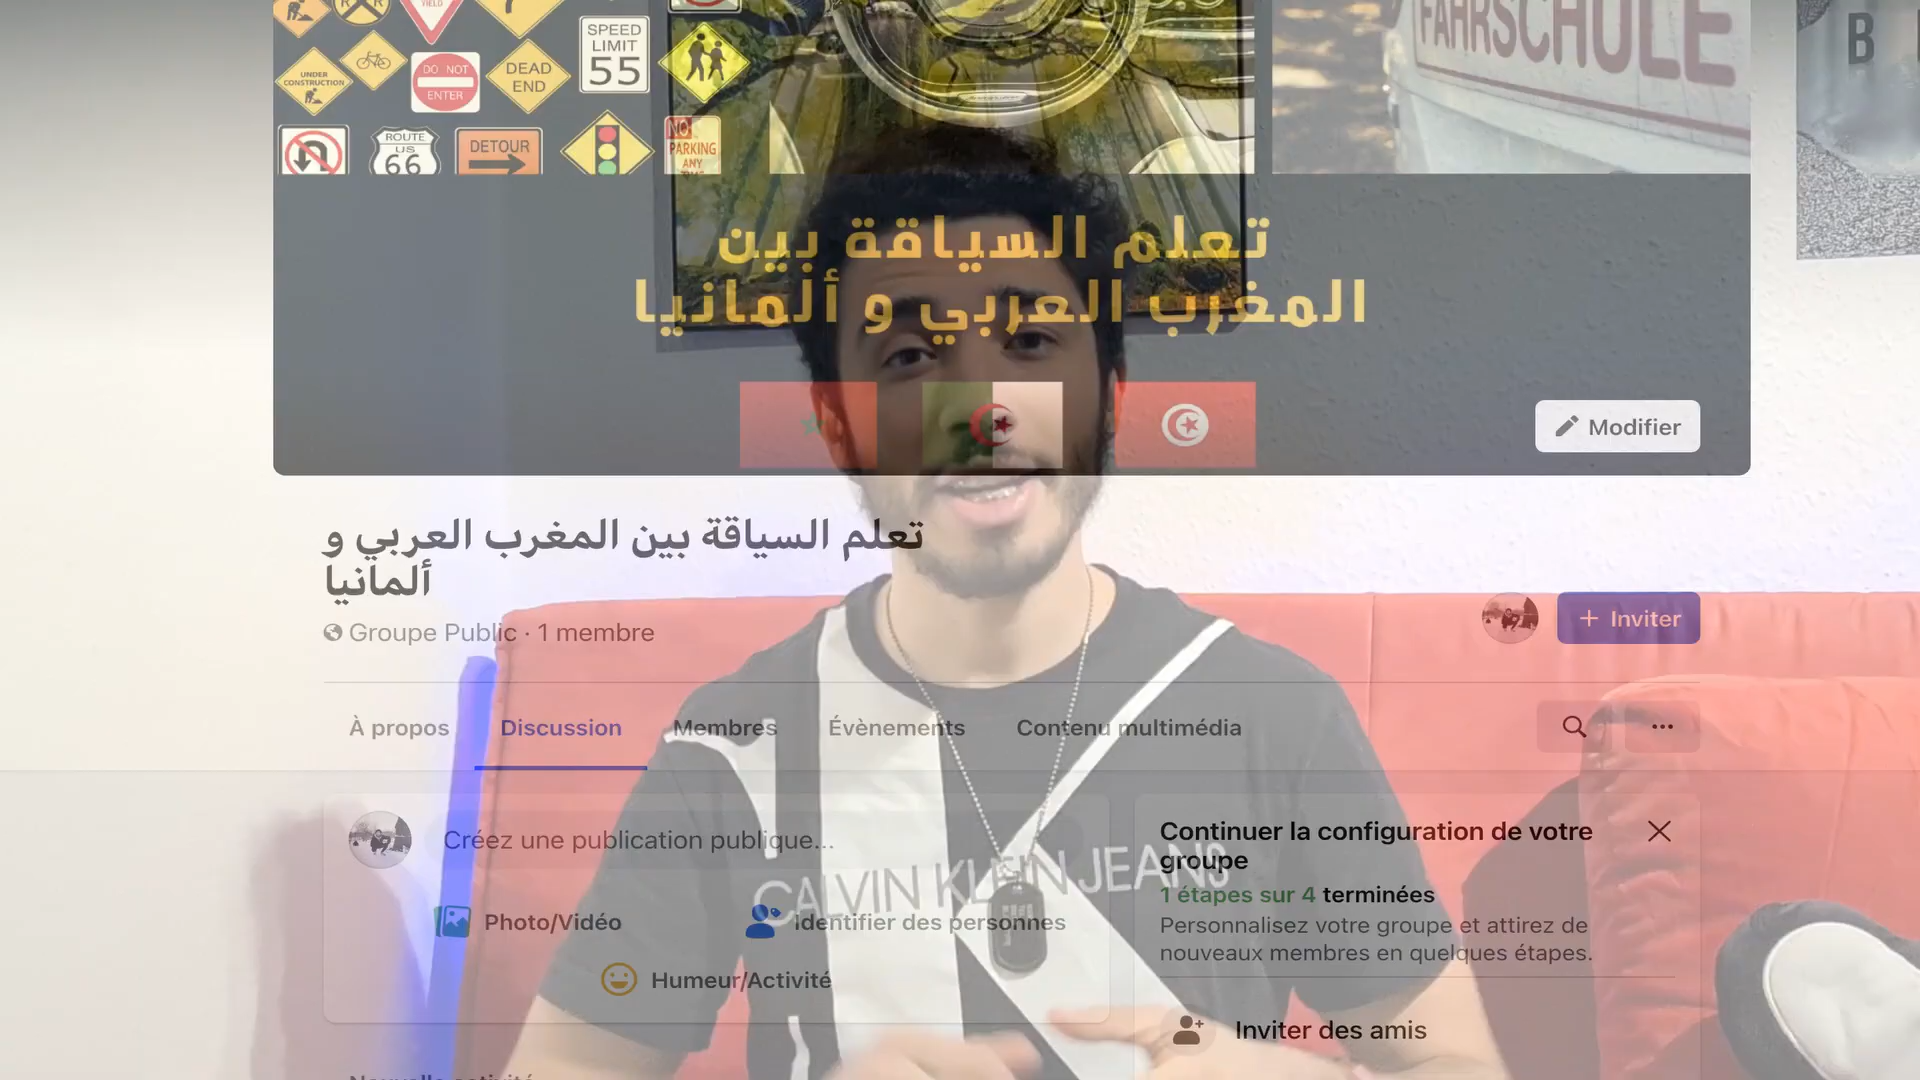 YIELD
SPEED
LIMIT
55
UNDER
CONSTRUCTION
DO NOT
ENTER
DEAD
END
ROUTE
US
66
DETOUR
NO
PARKING
ANY
FAHRSCHULE
B
تعلم السياقة بين
المغرب العربي و ألمانيا
Modifier
تعلم السياقة بين المغرب العربي و
ألمانيا
Groupe Public · 1 membre
+ Inviter
À propos
Discussion
Membres
Évènements
Contenu multimédia
Créez une publication publique...
Photo/Vidéo
Identifier des personnes
Humeur/Activité
CALVIN KLEIN JEANS
Continuer la configuration de votre
groupe
1 étapes sur 4 terminées
Personnalisez votre groupe et attirez de
nouveaux membres en quelques étapes.
Inviter des amis
Nouvelle activité